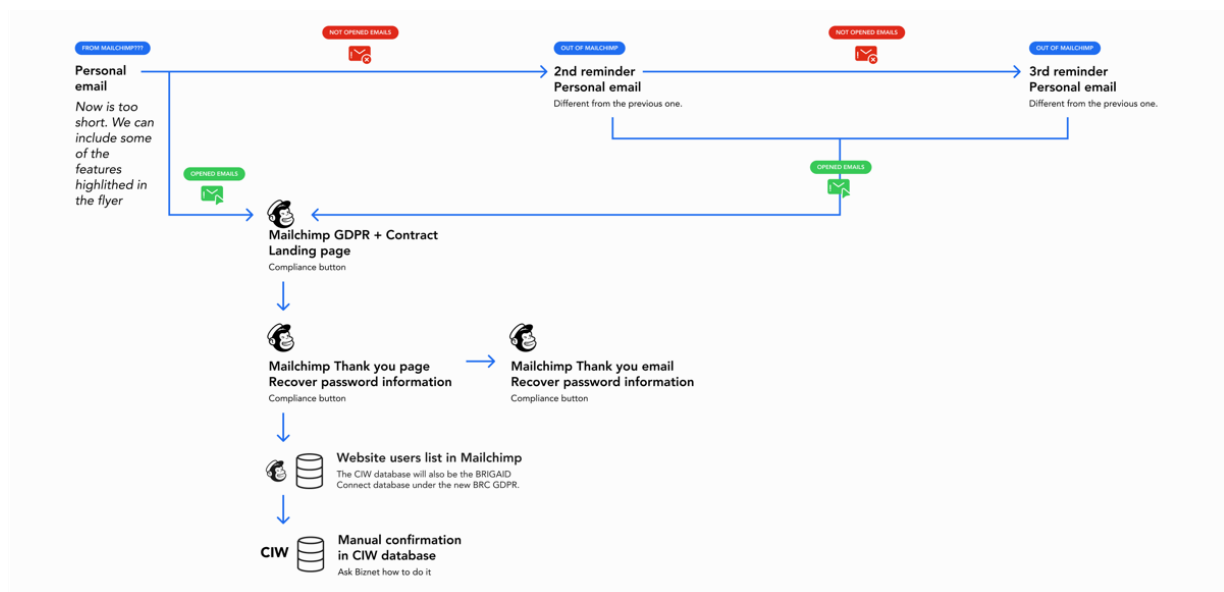 NOT OPENED EMAILS
NOT OPENED EMAILS
FROM MAILCHIMP???
OUT OF MAILCHIMP
OUT OF MAILCHIMP
Personal
email
Now is too
short. We can
include some
of the
features
highlithed in
the flyer
2nd reminder
Personal email
Different from the previous one.
3rd reminder
Personal email
Different from the previous one.
OPENED EMAILS
OPENED EMAILS
Mailchimp GDPR + Contract
Landing page
Compliance button
Mailchimp Thank you page
Recover password information
Compliance button
Mailchimp Thank you email
Recover password information
Compliance button
Website users list in Mailchimp
The CIW database will also be the BRIGAID
Connect database under the new BRC GDPR.
CIW
Manual confirmation
in CIW database
Ask Biznet how to do it